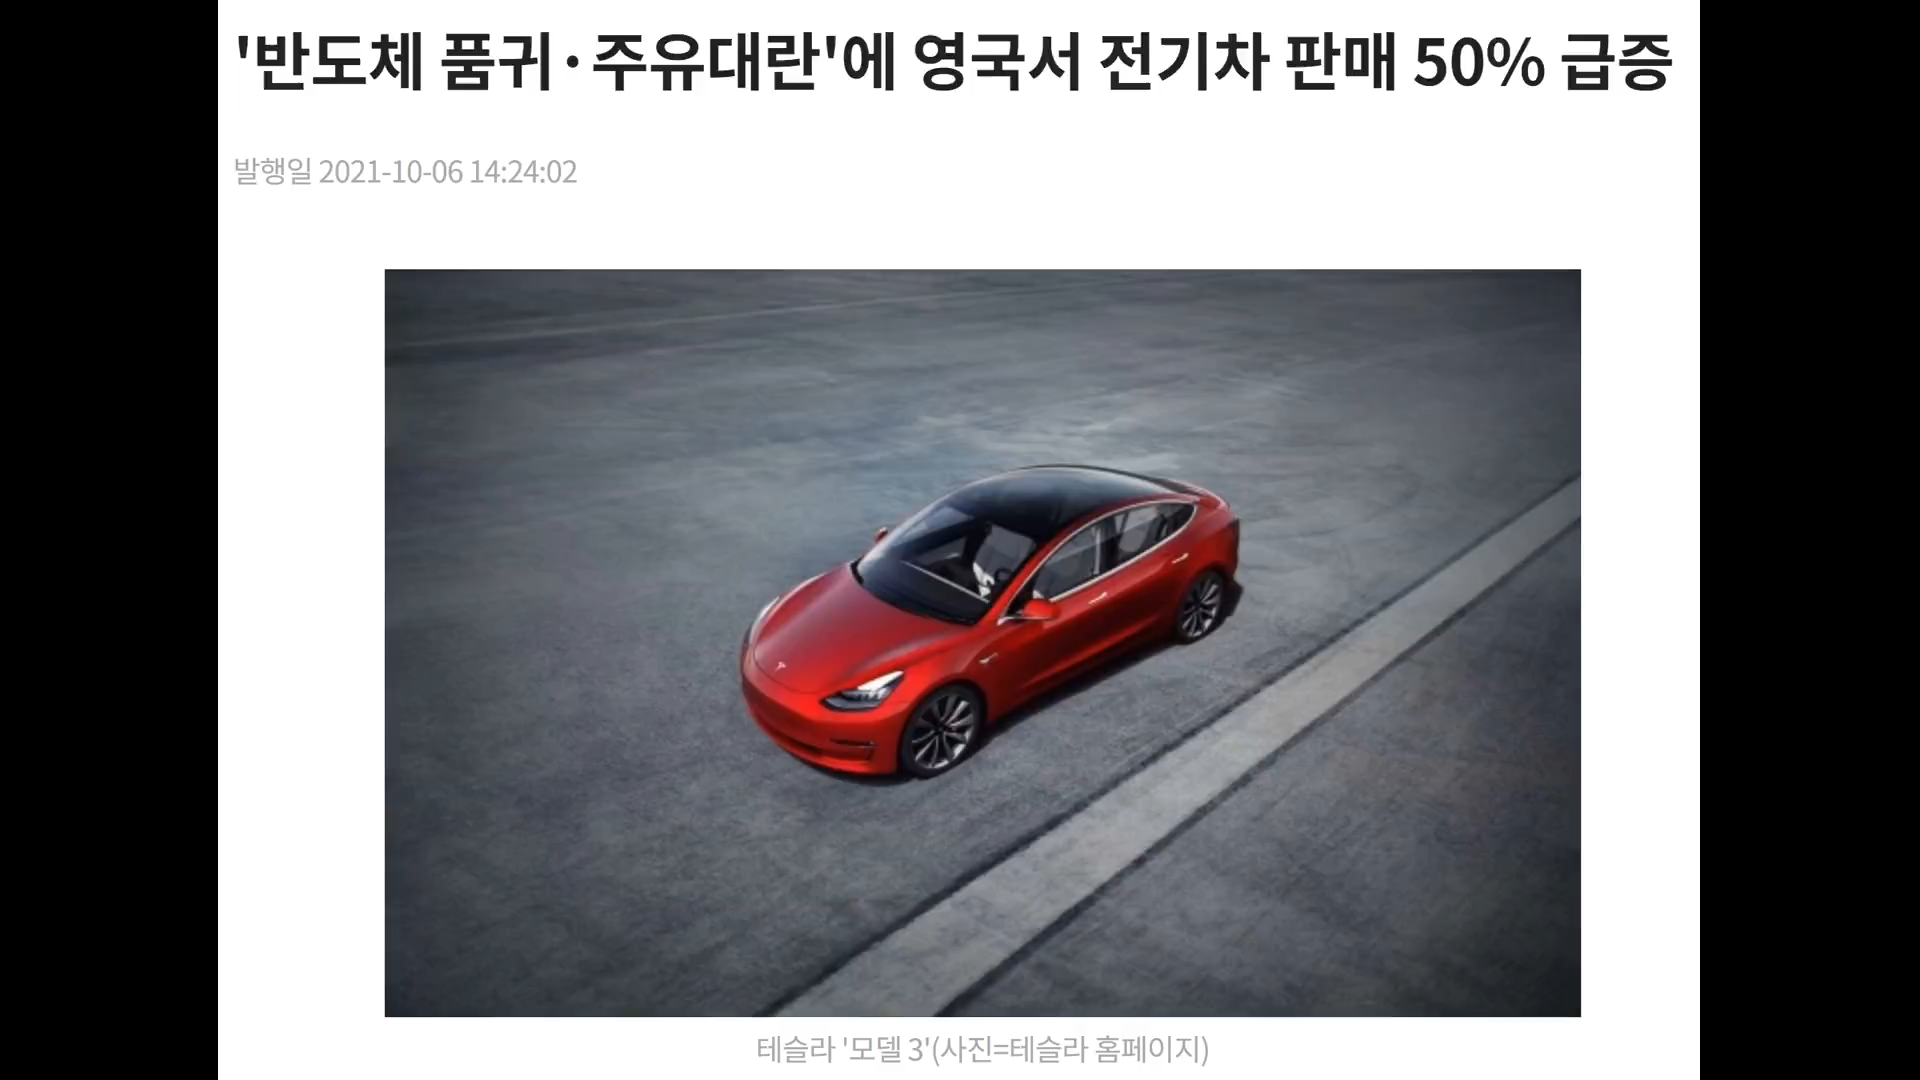 '반도체 품귀·주유대란'에 영국서 전기차 판매 50% 급증
발행일 2021-10-06 14:24:02
테슬라 '모델 3'(사진=테슬라 홈페이지)